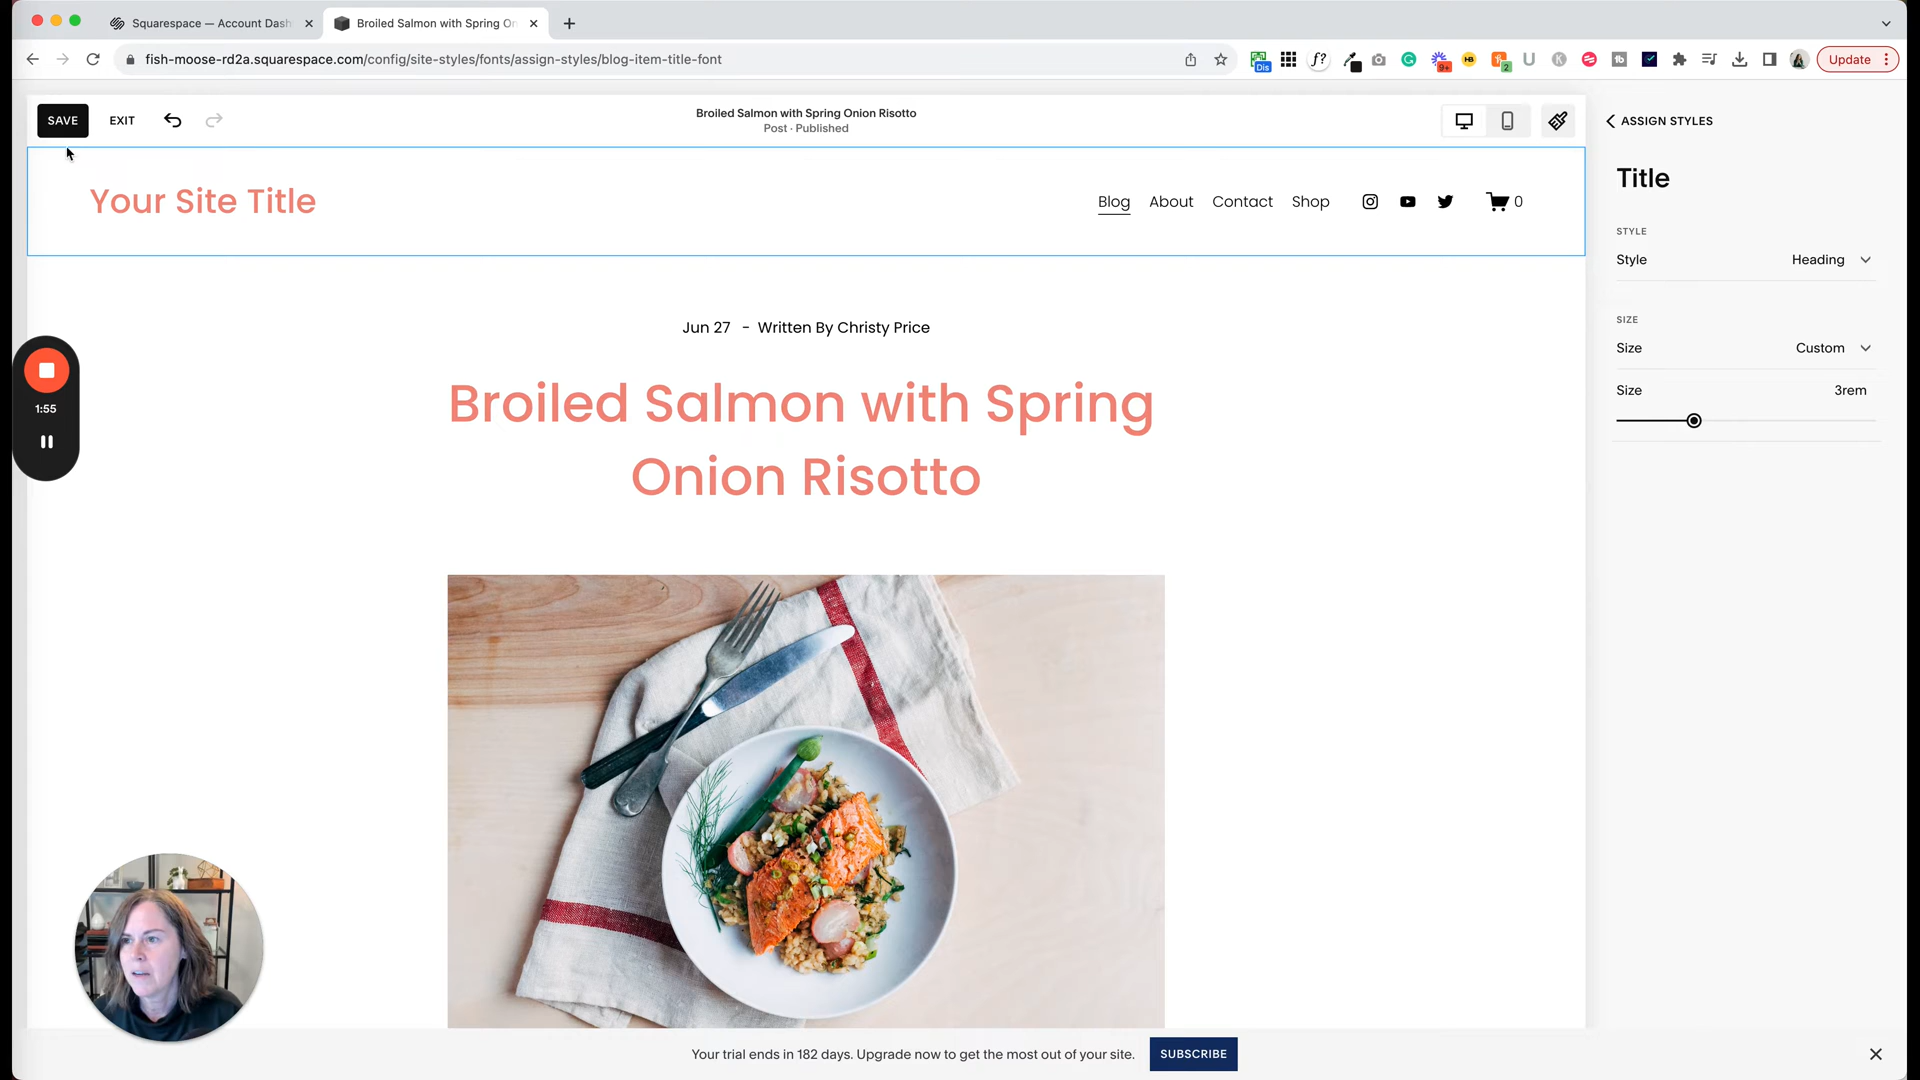 Squarespace — Account Dash
Broiled Salmon with Spring On
fish-moose-rd2a.squarespace.com/config/site-styles/fonts/assign-styles/blog-item-title-font
Update
SAVE
EXIT
Broiled Salmon with Spring Onion Risotto
Post · Published
ASSIGN STYLES
Title
Your Site Title
Blog
About
Contact
Shop
0
STYLE
Style
Heading
SIZE
Size
Custom
Size
3rem
Jun 27 - Written By Christy Price
Broiled Salmon with Spring
Onion Risotto
1:55
Your trial ends in 182 days. Upgrade now to get the most out of your site.
SUBSCRIBE